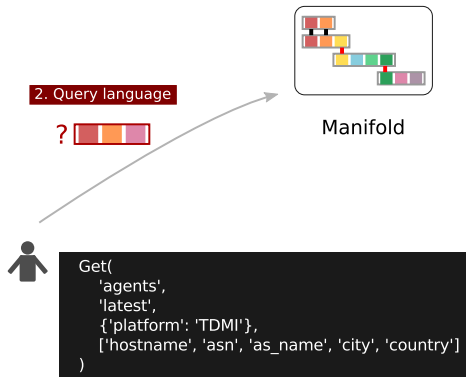 2. Query language
?
Manifold
Get(
    'agents',
    'latest',
    {'platform': 'TDMI'},
    ['hostname', 'asn', 'as_name', 'city', 'country']
)